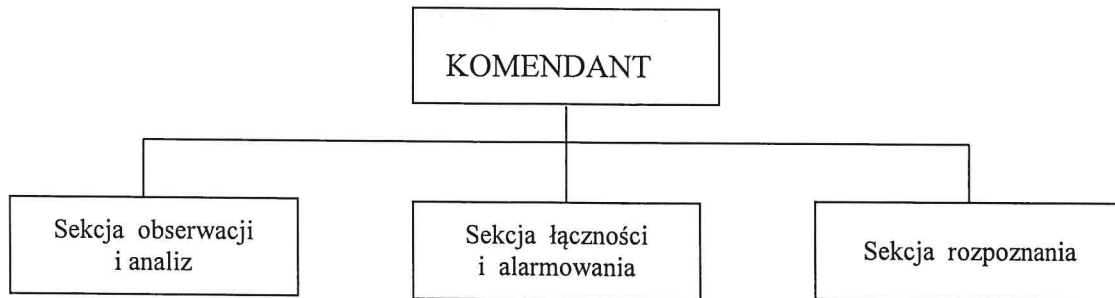 KOMENDANT
Sekcja obserwacji
i analiz
Sekcja łączności
i alarmowania
Sekcja rozpoznania